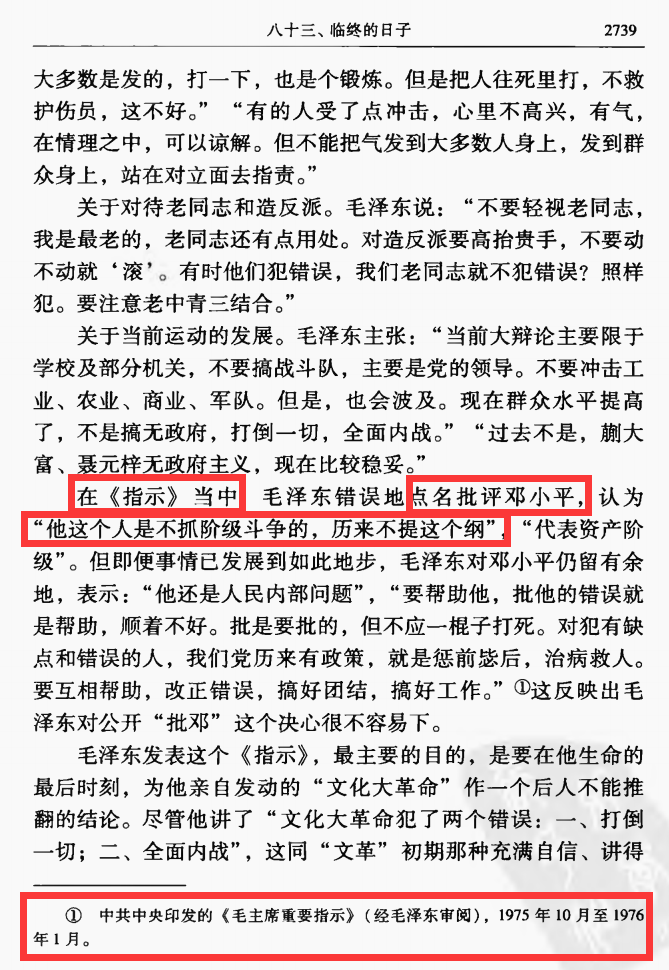 八十三、临终的日子 2739
大多数是发的，打一下，也是个锻炼。但是把人往死里打，不救
护伤员，这不好。” “有的人受了点冲击，心里不高兴，有气，
在情理之中，可以谅解。但不能把气发到大多数人身上，发到群
众身上，站在对立面去指责。”
关于对待老同志和造反派。毛泽东说：“不要轻视老同志，
我是最老的，老同志还有点用处。对造反派要高抬贵手，不要动
不动就‘滚’。有时他们犯错误，我们老同志就不犯错误？照样
犯。要注意老中青三结合。”
关于当前运动的发展。毛泽东主张：“当前大辩论主要限于
学校及部分机关，不要搞战斗队，主要是党的领导。不要冲击工
业、农业、商业、军队。但是，也会波及。现在群众水平提高
了，不是搞无政府，打倒一切，全面内战。” “过去不是，蒯大
富、聂元梓无政府主义，现在比较稳妥。”
在《指示》当中 毛泽东错误地点名批评邓小平，认为
“他这个人是不抓阶级斗争的，历来不提这个纲”，“代表资产阶
级”。但即便事情已发展到如此地步，毛泽东对邓小平仍留有余
地，表示：“他还是人民内部问题”，“要帮助他，批他的错误就
是帮助，顺着不好。批是要批的，但不应一棍子打死。对犯有缺
点和错误的人，我们党历来有政策，就是惩前毖后，治病救人。
要互相帮助，改正错误，搞好团结，搞好工作。”①这反映出毛
泽东对公开“批邓”这个决心很不容易下。
毛泽东发表这个《指示》，最主要的目的，是要在他生命的
最后时刻，为他亲自发动的“文化大革命”作一个后人不能推
翻的结论。尽管他讲了“文化大革命犯了两个错误：一、打倒
一切；二、全面内战”，这同“文革”初期那种充满自信、讲得
① 中共中央印发的《毛主席重要指示》（经毛泽东审阅），1975 年 10 月至 1976
年 1 月。